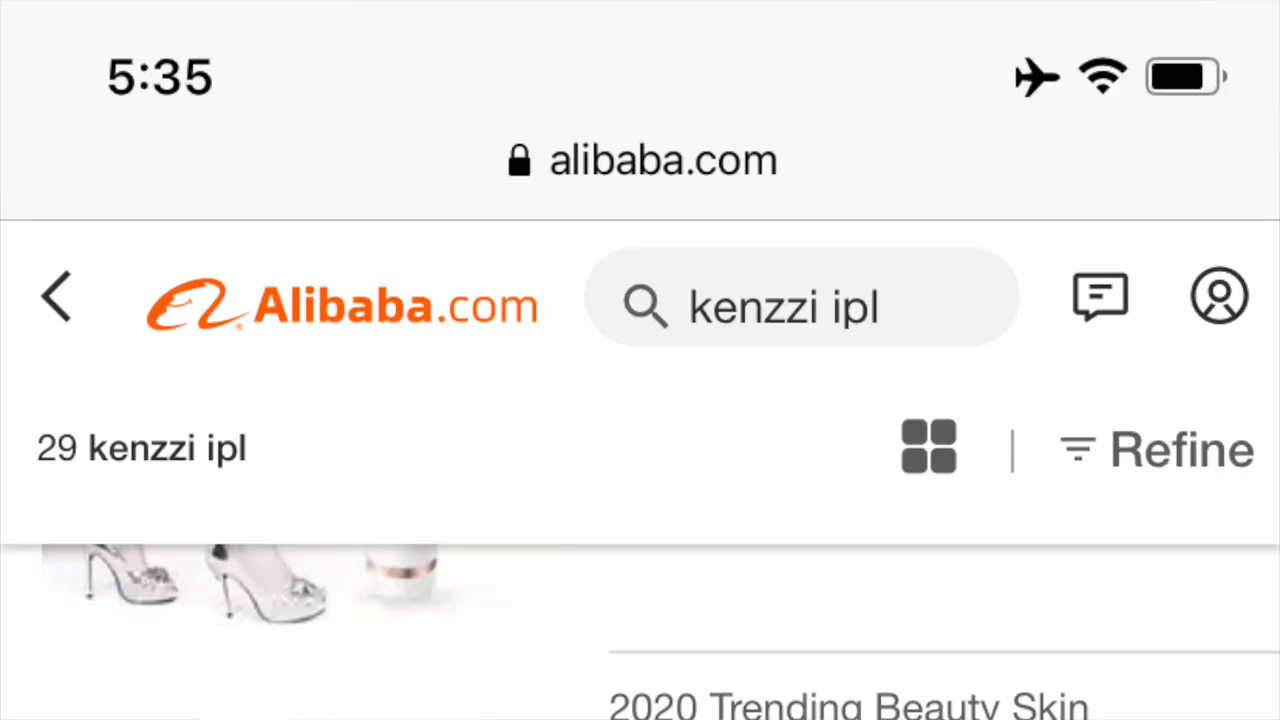 5:35
alibaba.com
Alibaba.com
kenzzi ipl
29 kenzzi ipl
Refine
2020 Trending Beauty Skin